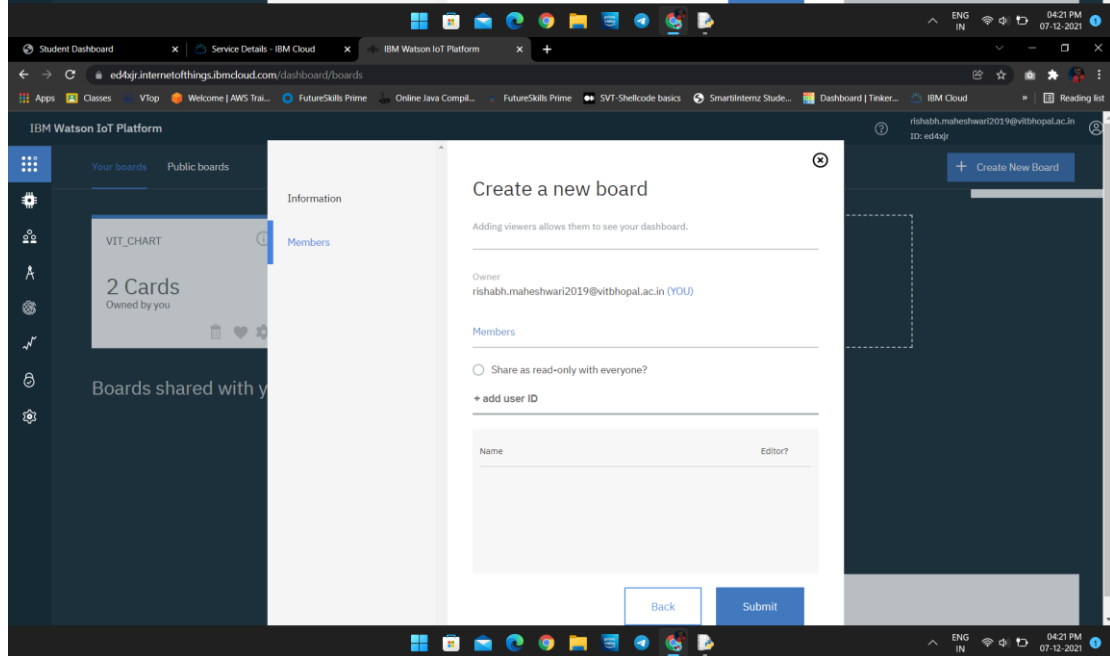 ENG
IN
04:21 PM
07-12-2021
1
Student Dashboard
Service Details - IBM Cloud
IBM Watson IoT Platform
ed4xjr.internetofthings.ibmcloud.com/dashboard/boards
Apps
Classes
VTop
Welcome | AWS Trai...
FutureSkills Prime
Online Java Compil...
FutureSkills Prime
SVT-Shellcode basics
SmartiInternz Stude...
Dashboard | Tinker...
IBM Cloud
»
Reading list
IBM Watson IoT Platform
rishabh.maheshwari2019@vitbhopal.ac.in
ID: ed4xjr
Your boards
Public boards
+ Create New Board
VIT_CHART
2 Cards
Owned by you
Boards shared with y
Information
Members
Create a new board
Adding viewers allows them to see your dashboard.
Owner
rishabh.maheshwari2019@vitbhopal.ac.in (YOU)
Members
Share as read-only with everyone?
+ add user ID
Name
Editor?
Back
Submit
ENG
IN
04:21 PM
07-12-2021
1